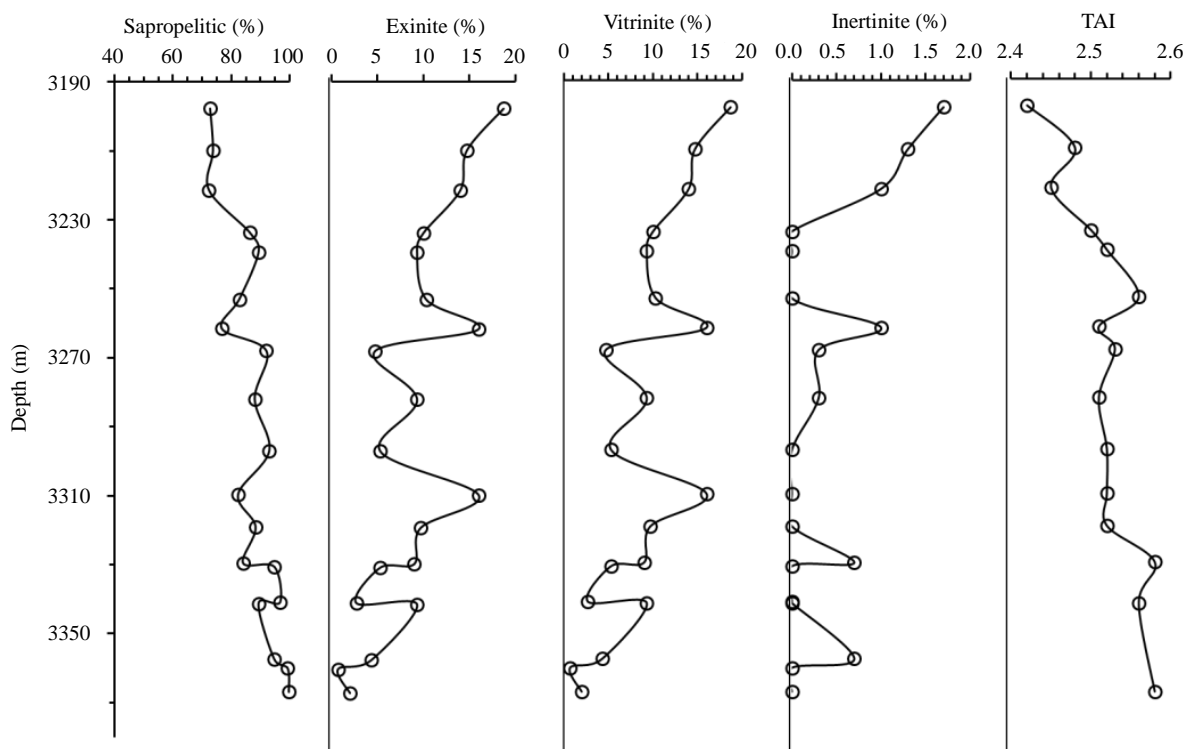 Sapropelitic (%) Exinite (%) Vitrinite (%) Inertinite (%) TAI
40 60 80 100 0 5 10 15 20 0 5 10 15 20 0.0 0.5 1.0 1.5 2.0 2.4 2.5 2.6
3190
3230
3270
3310
3350
Depth (m)